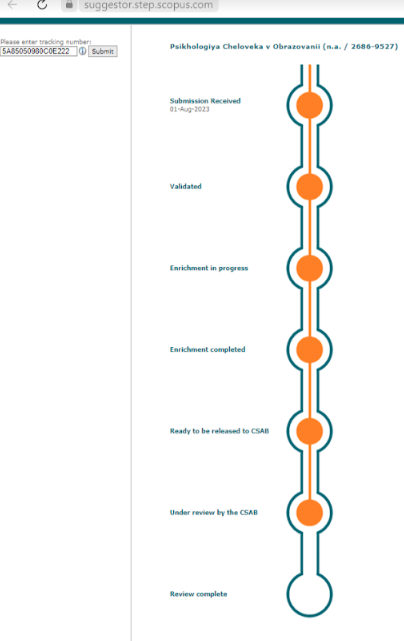 suggestor.step.scopus.com
Please enter tracking number:
5A85050980C0E222
Submit
Psikhologiya Cheloveka v Obrazovanii (n.a. / 2686-9527)
Submission Received
01-Aug-2023
Validated
Enrichment in progress
Enrichment completed
Ready to be released to CSAB
Under review by the CSAB
Review complete